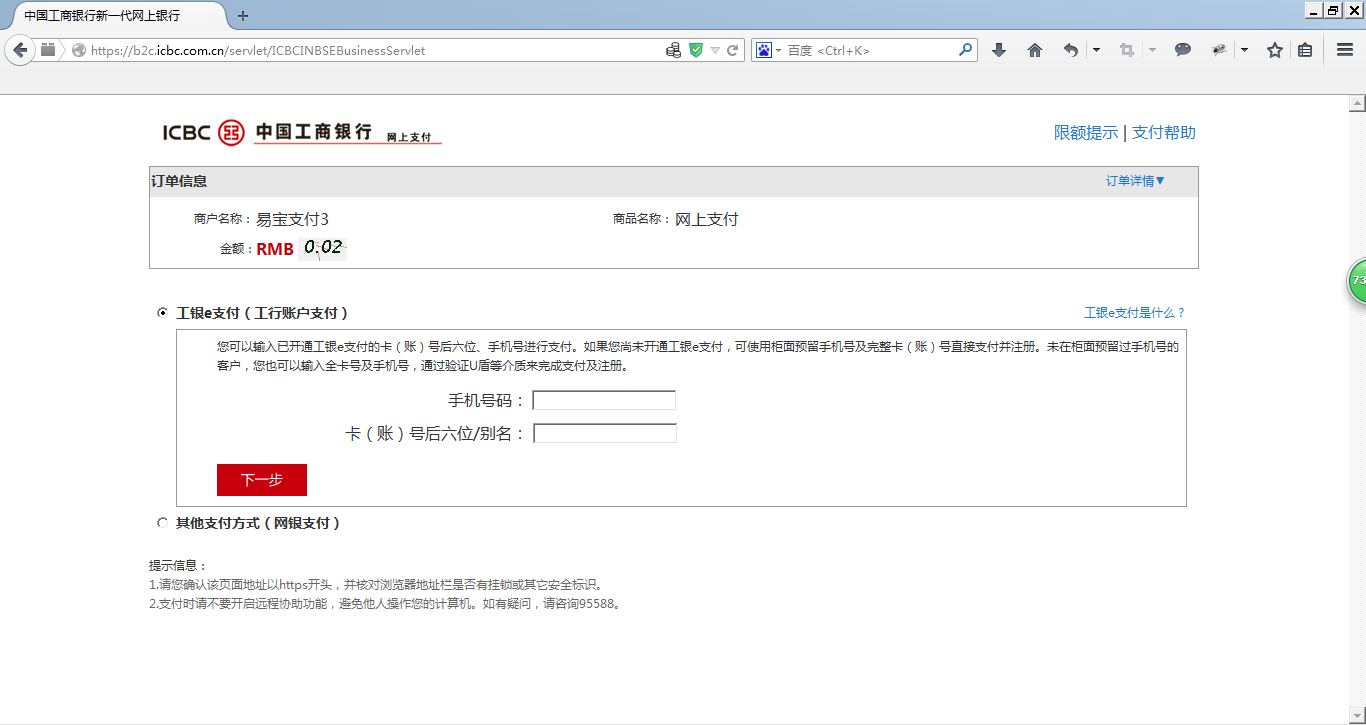 中国工商银行新一代网上银行
https://b2c.icbc.com.cn/servlet/ICBCINBSEBusinessServlet
百度 <Ctrl+K>
ICBC 中国工商银行 网上支付
限额提示 | 支付帮助
订单信息
订单详情▼
商户名称：易宝支付3
商品名称：网上支付
金额：RMB 0.02
73
工银e支付（工行账户支付）
工银e支付是什么？
您可以输入已开通工银e支付的卡（账）号后六位、手机号进行支付。如果您尚未开通工银e支付，可使用柜面预留手机号及完整卡（账）号直接支付并注册。未在柜面预留过手机号的
客户，您也可以输入全卡号及手机号，通过验证U盾等介质来完成支付及注册。
手机号码：
卡（账）号后六位/别名：
下一步
其他支付方式（网银支付）
提示信息：
1.请您确认该页面地址以https开头，并核对浏览器地址栏是否有挂锁或其它安全标识。
2.支付时请不要开启远程协助功能，避免他人操作您的计算机。如有疑问，请咨询95588。